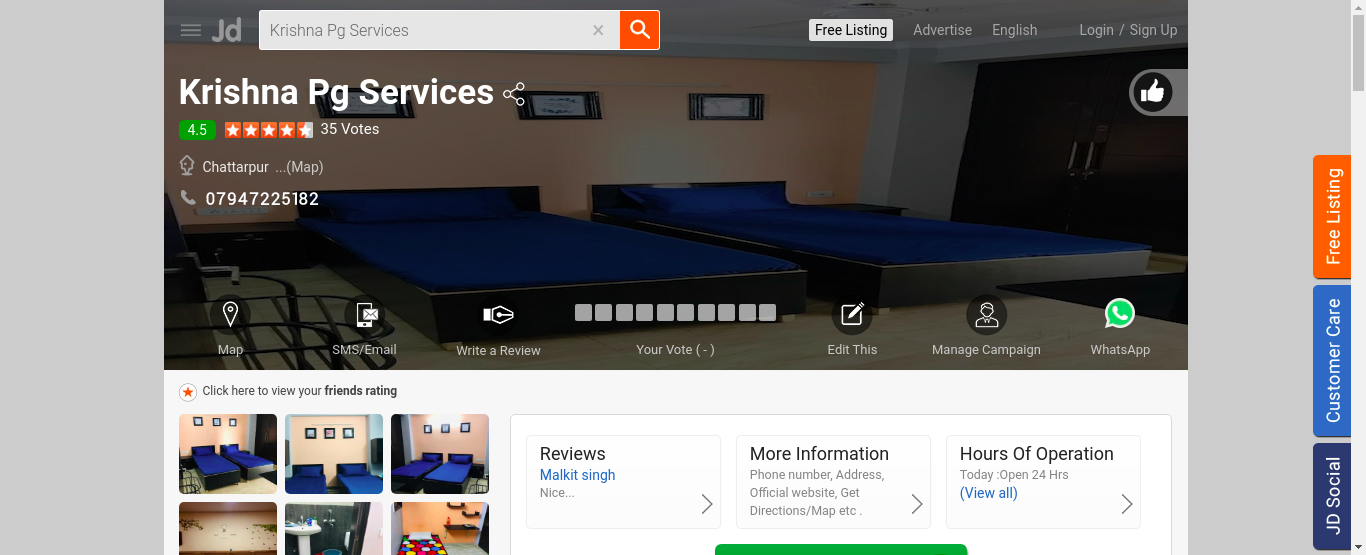 Jd
Krishna Pg Services
Free Listing
Advertise
English
Login / Sign Up
Krishna Pg Services
4.5
35 Votes
Chattarpur ...(Map)
07947225182
Map
SMS/Email
Write a Review
Your Vote ( - )
Edit This
Manage Campaign
WhatsApp
Click here to view your friends rating
Reviews
Malkit singh
Nice...
More Information
Phone number, Address,
Official website, Get
Directions/Map etc .
Hours Of Operation
Today :Open 24 Hrs
(View all)
Free Listing
Customer Care
JD Social